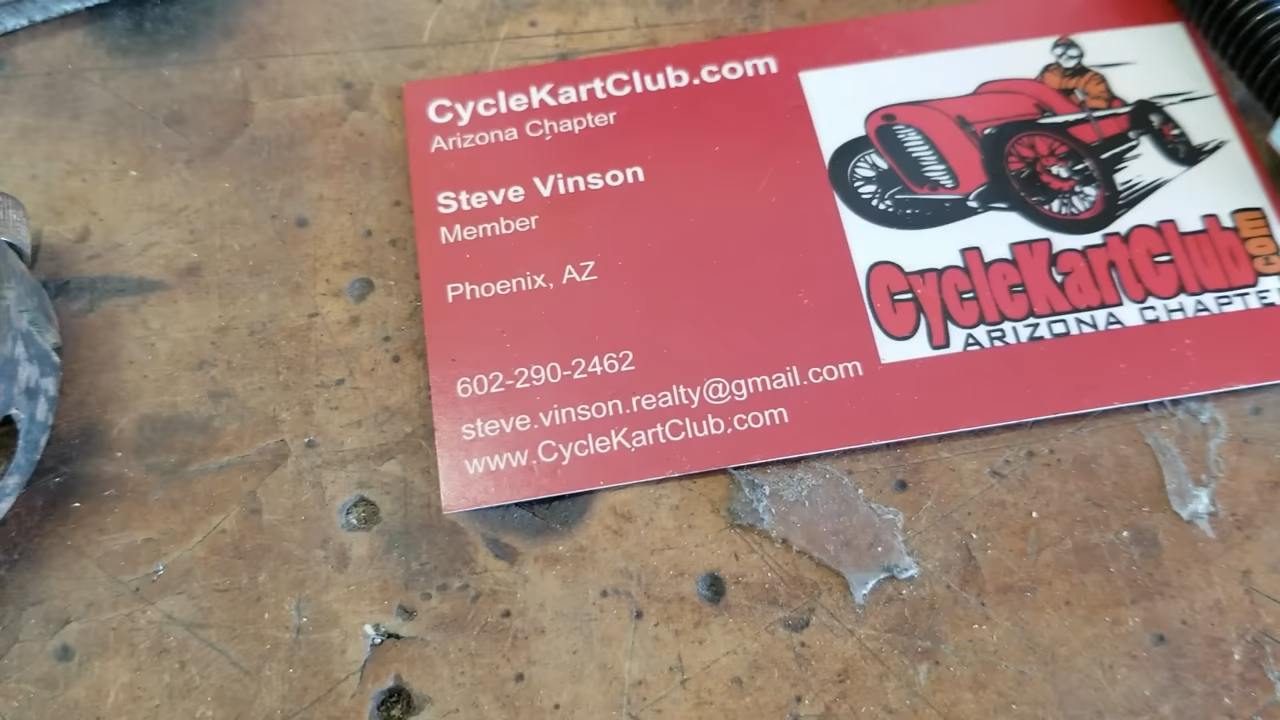 CycleKartClub.com
Arizona Chapter
Steve Vinson
Member
Phoenix, AZ
602-290-2462
steve.vinson.realty@gmail.com
www.CycleKartClub.com
CycleKartClub.com
ARIZONA CHAPTE